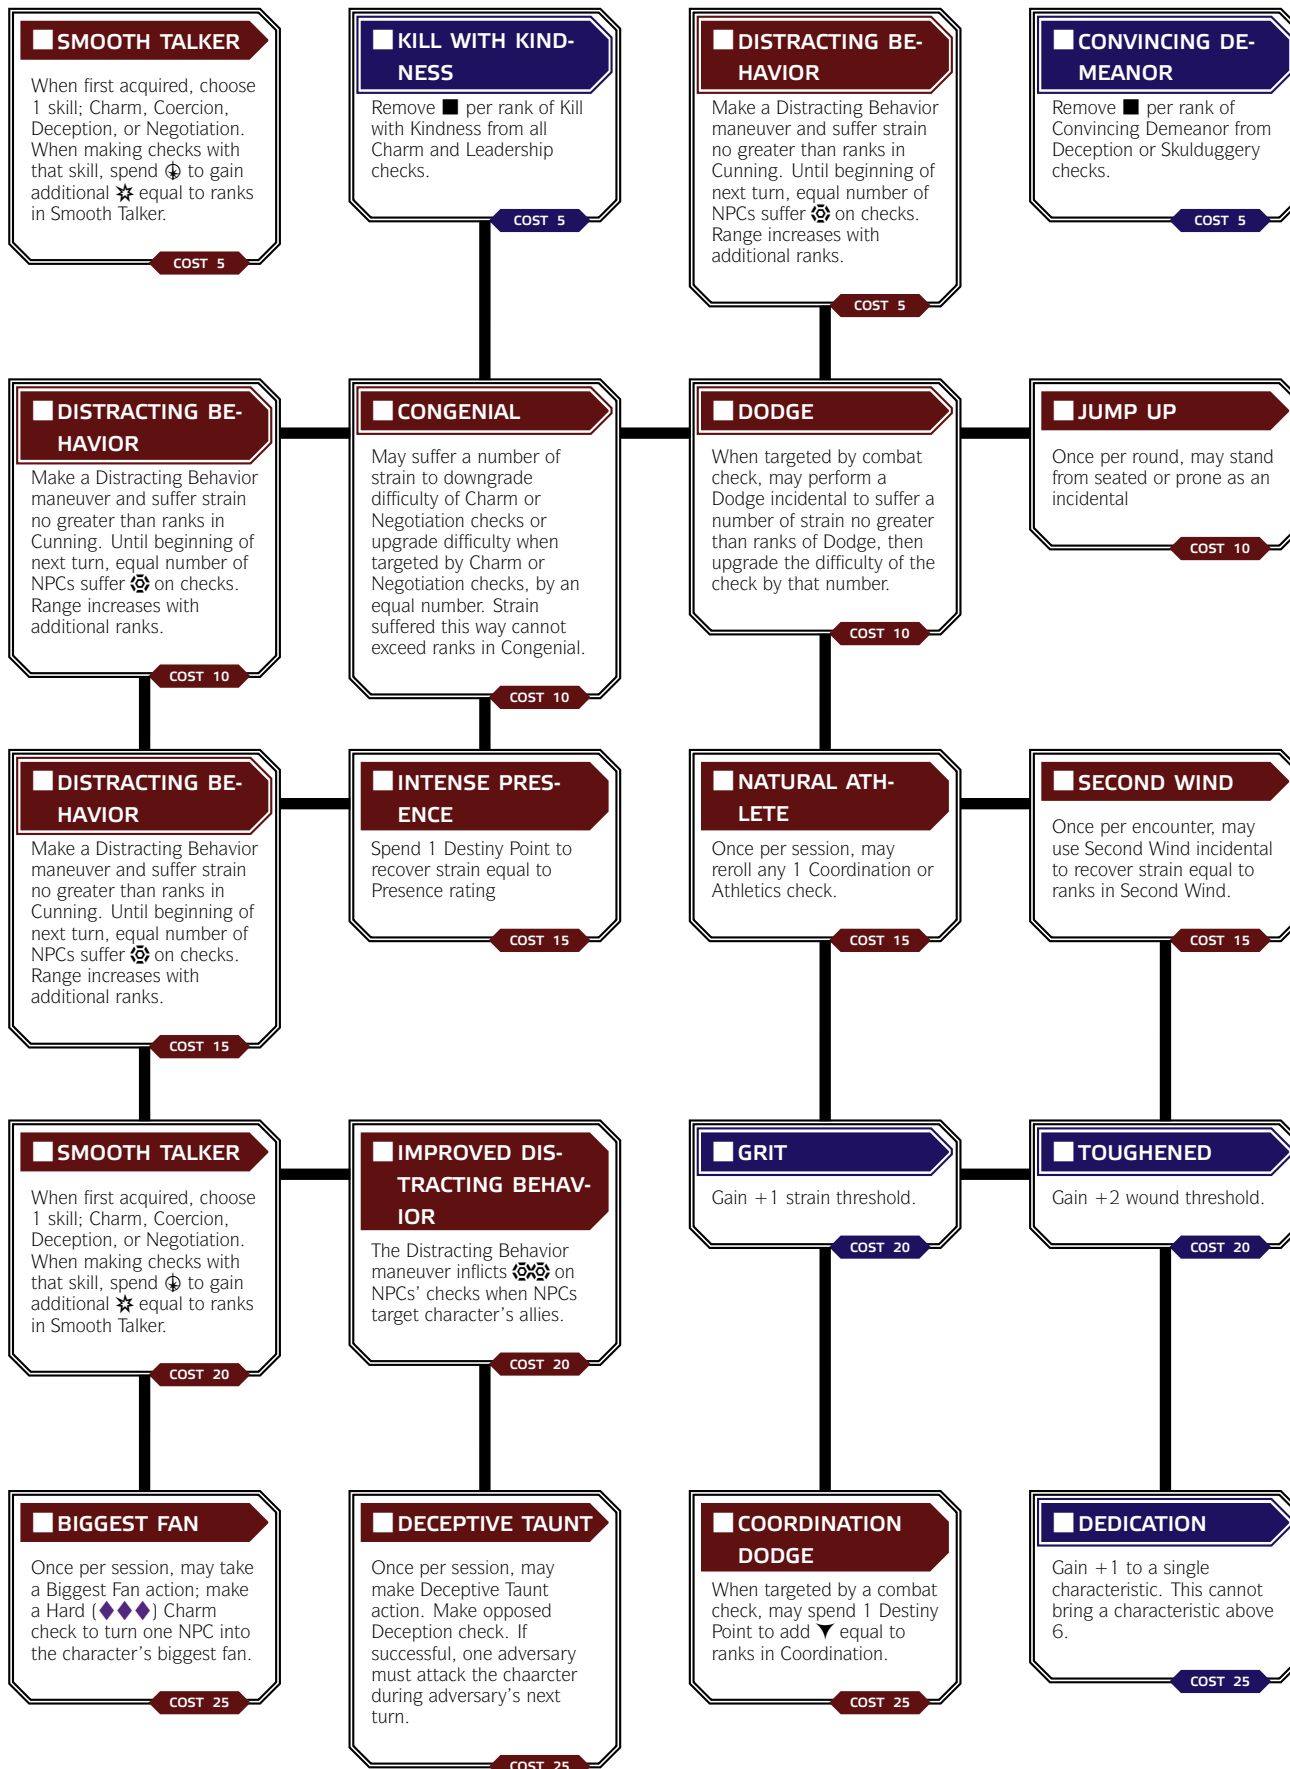 SMOOTH TALKER
When first acquired, choose
1 skill; Charm, Coercion,
Deception, or Negotiation.
When making checks with
that skill, spend to gain
additional equal to ranks
in Smooth Talker.
COST 5
KILL WITH KIND-
NESS
Remove ■ per rank of Kill
with Kindness from all
Charm and Leadership
checks.
COST 5
DISTRACTING BE-
HAVIOR
Make a Distracting Behavior
maneuver and suffer strain
no greater than ranks in
Cunning. Until beginning of
next turn, equal number of
NPCs suffer on checks.
Range increases with
additional ranks.
COST 5
CONVINCING DE-
MEANOR
Remove ■ per rank of
Convincing Demeanor from
Deception or Skulduggery
checks.
COST 5
DISTRACTING BE-
HAVIOR
Make a Distracting Behavior
maneuver and suffer strain
no greater than ranks in
Cunning. Until beginning of
next turn, equal number of
NPCs suffer on checks.
Range increases with
additional ranks.
COST 10
CONGENIAL
May suffer a number of
strain to downgrade
difficulty of Charm or
Negotiation checks or
upgrade difficulty when
targeted by Charm or
Negotiation checks, by an
equal number. Strain
suffered this way cannot
exceed ranks in Congenial.
COST 10
DODGE
When targeted by combat
check, may perform a
Dodge incidental to suffer a
number of strain no greater
than ranks of Dodge, then
upgrade the difficulty of the
check by that number.
COST 10
JUMP UP
Once per round, may stand
from seated or prone as an
incidental
COST 10
DISTRACTING BE-
HAVIOR
Make a Distracting Behavior
maneuver and suffer strain
no greater than ranks in
Cunning. Until beginning of
next turn, equal number of
NPCs suffer on checks.
Range increases with
additional ranks.
COST 15
INTENSE PRES-
ENCE
Spend 1 Destiny Point to
recover strain equal to
Presence rating
COST 15
NATURAL ATH-
LETE
Once per session, may
reroll any 1 Coordination or
Athletics check.
COST 15
SECOND WIND
Once per encounter, may
use Second Wind incidental
to recover strain equal to
ranks in Second Wind.
COST 15
SMOOTH TALKER
When first acquired, choose
1 skill; Charm, Coercion,
Deception, or Negotiation.
When making checks with
that skill, spend to gain
additional equal to ranks
in Smooth Talker.
COST 20
IMPROVED DIS-
TRACTING BEHAV-
IOR
The Distracting Behavior
maneuver inflicts on
NPCs' checks when NPCs
target character's allies.
COST 20
GRIT
Gain +1 strain threshold.
COST 20
TOUGHENED
Gain +2 wound threshold.
COST 20
BIGGEST FAN
Once per session, may take
a Biggest Fan action; make
a Hard (◆◆◆) Charm
check to turn one NPC into
the character's biggest fan.
COST 25
DECEPTIVE TAUNT
Once per session, may
make Deceptive Taunt
action. Make opposed
Deception check. If
successful, one adversary
must attack the chaarcter
during adversary's next
turn.
COST 25
COORDINATION
DODGE
When targeted by a combat
check, may spend 1 Destiny
Point to add equal to
ranks in Coordination.
COST 25
DEDICATION
Gain +1 to a single
characteristic. This cannot
bring a characteristic above
6.
COST 25